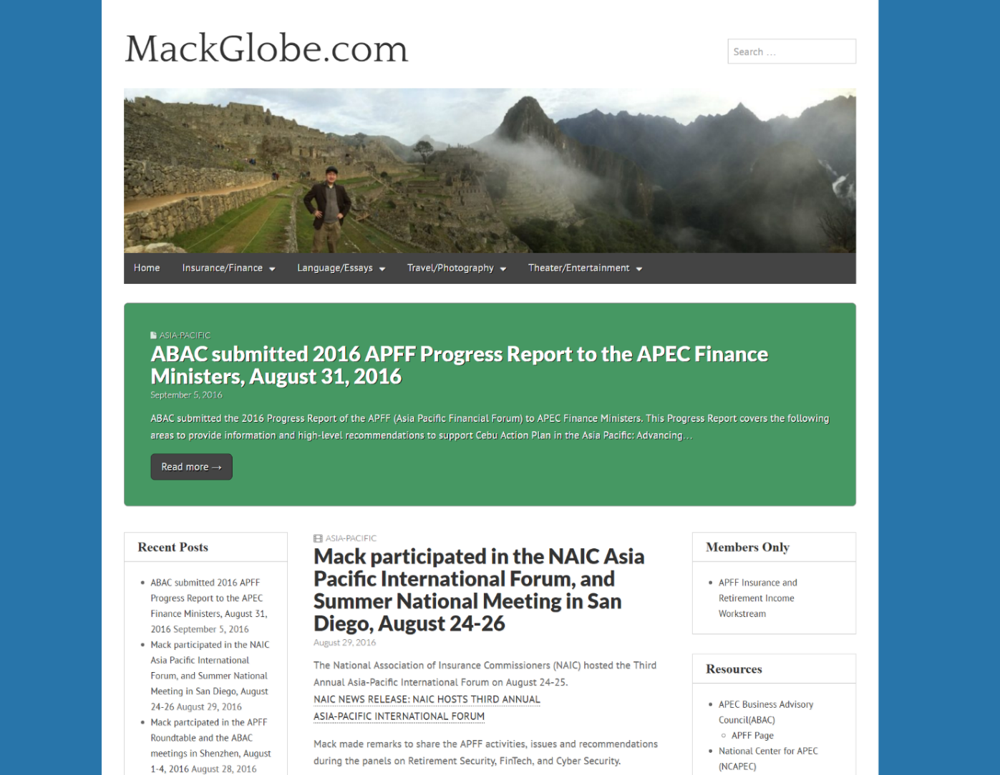 MackGlobe.com
Search ...
Home Insurance/Finance Language/Essays Travel/Photography Theater/Entertainment
ASIA-PACIFIC
ABAC submitted 2016 APFF Progress Report to the APEC Finance
Ministers, August 31, 2016
September 5, 2016
ABAC submitted the 2016 Progress Report of the APFF (Asia Pacific Financial Forum) to APEC Finance Ministers. This Progress Report covers the following
areas to provide information and high-level recommendations to support Cebu Action Plan in the Asia Pacific: Advancing...
Read more →
Recent Posts
ABAC submitted 2016 APFF
Progress Report to the APEC
Finance Ministers, August 31,
2016 September 5, 2016
Mack participated in the NAIC
Asia Pacific International
Forum, and Summer National
Meeting in San Diego, August
24-26 August 29, 2016
Mack partcipated in the APFF
Roundtable and the ABAC
meetings in Shenzhen, August
1-4, 2016 August 28, 2016
ASIA-PACIFIC
Mack participated in the NAIC Asia
Pacific International Forum, and
Summer National Meeting in San
Diego, August 24-26
August 29, 2016
The National Association of Insurance Commissioners (NAIC) hosted the Third
Annual Asia-Pacific International Forum on August 24-25.
NAIC NEWS RELEASE: NAIC HOSTS THIRD ANNUAL
ASIA-PACIFIC INTERNATIONAL FORUM
Mack made remarks to share the APFF activities, issues and recommendations
during the panels on Retirement Security, FinTech, and Cyber Security.
Members Only
APFF Insurance and
Retirement Income
Workstream
Resources
APEC Business Advisory
Council(ABAC)
APFF Page
National Center for APEC
(NCAPEC)